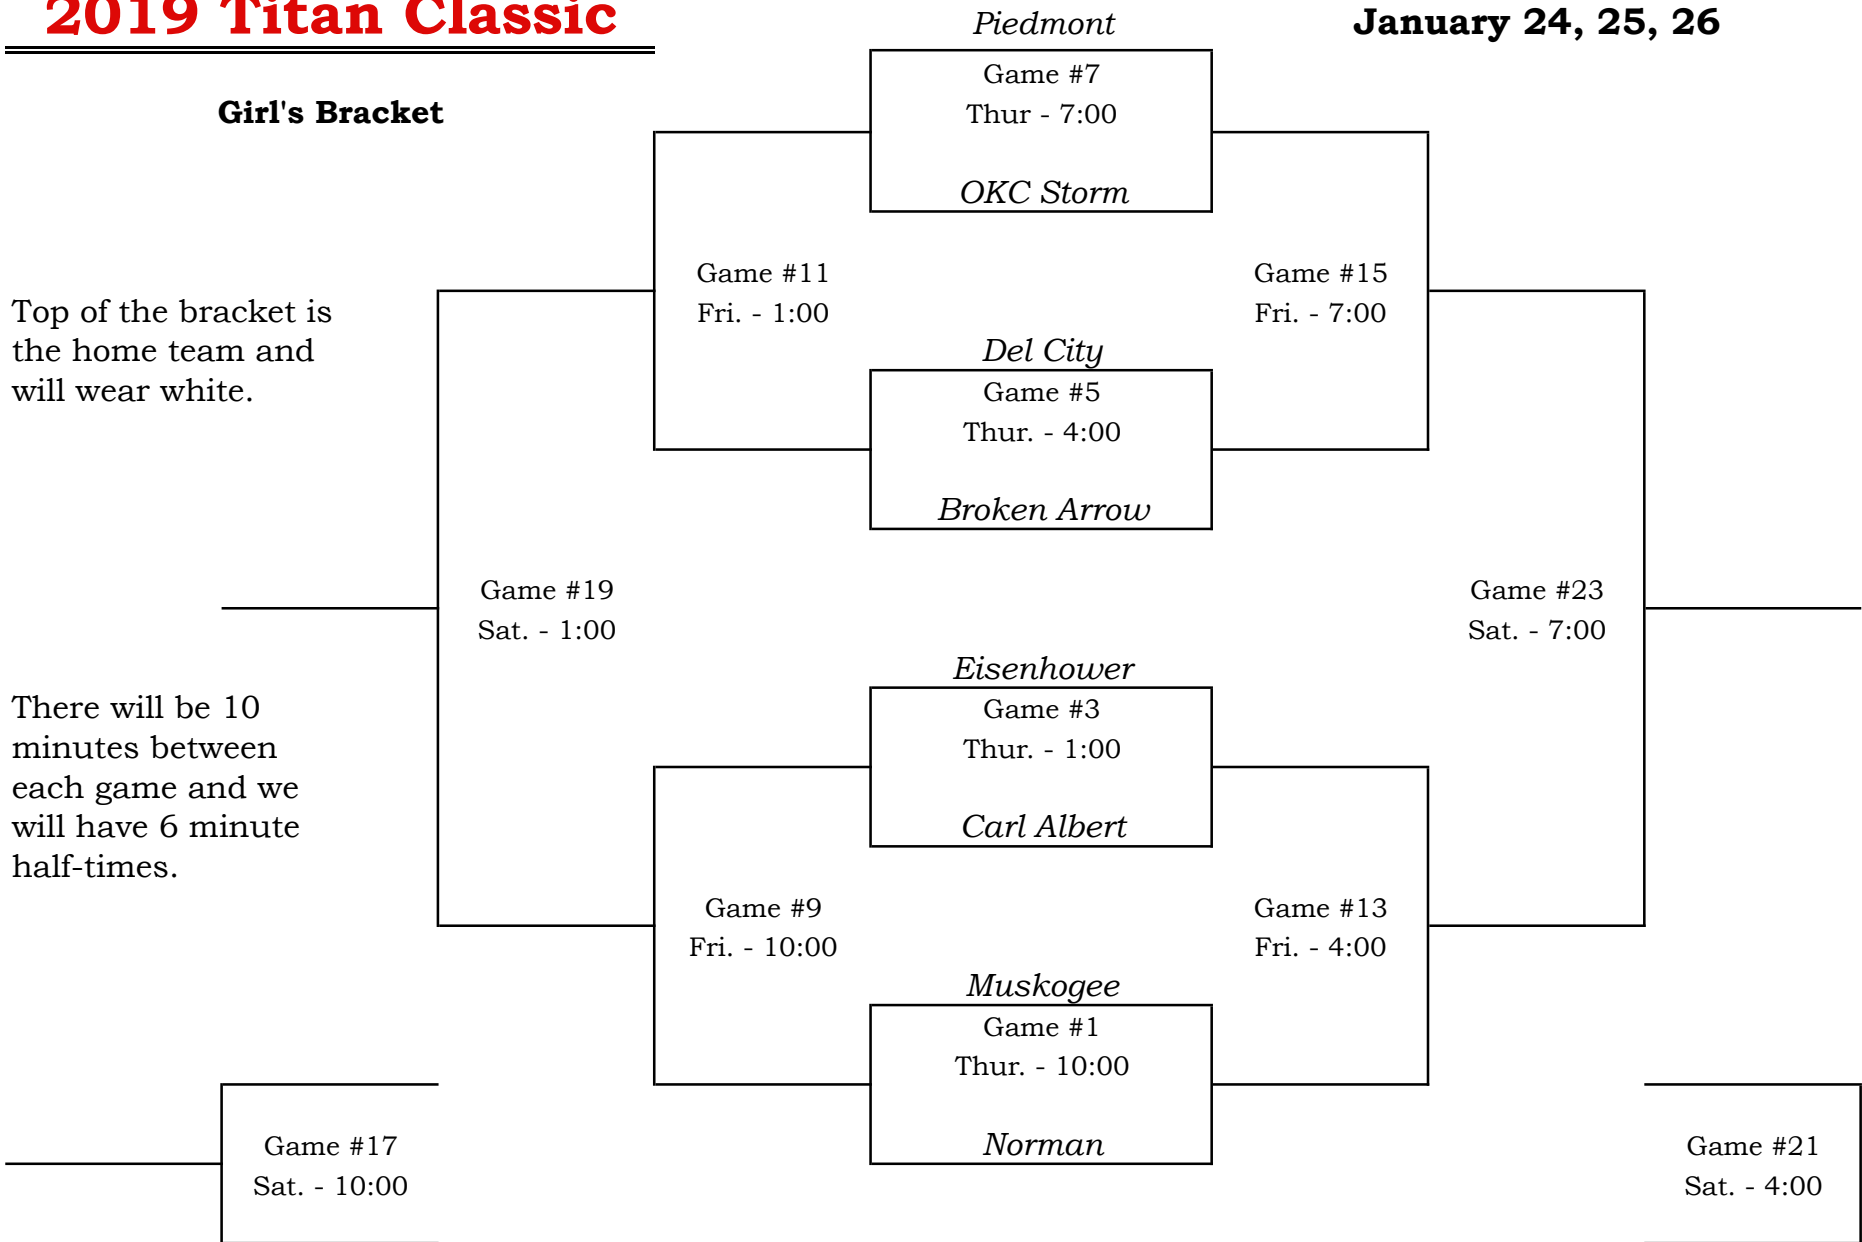 2019 Titan Classic
Piedmont
January 24, 25, 26
Game #7
Thur - 7:00
Girl's Bracket
OKC Storm
Game #11
Fri. - 1:00
Game #15
Fri. - 7:00
Top of the bracket is
the home team and
will wear white.
Del City
Game #5
Thur. - 4:00
Broken Arrow
Game #19
Sat. - 1:00
Game #23
Sat. - 7:00
Eisenhower
Game #3
Thur. - 1:00
Carl Albert
There will be 10
minutes between
each game and we
will have 6 minute
half-times.
Game #9
Fri. - 10:00
Game #13
Fri. - 4:00
Muskogee
Game #1
Thur. - 10:00
Norman
Game #17
Sat. - 10:00
Game #21
Sat. - 4:00